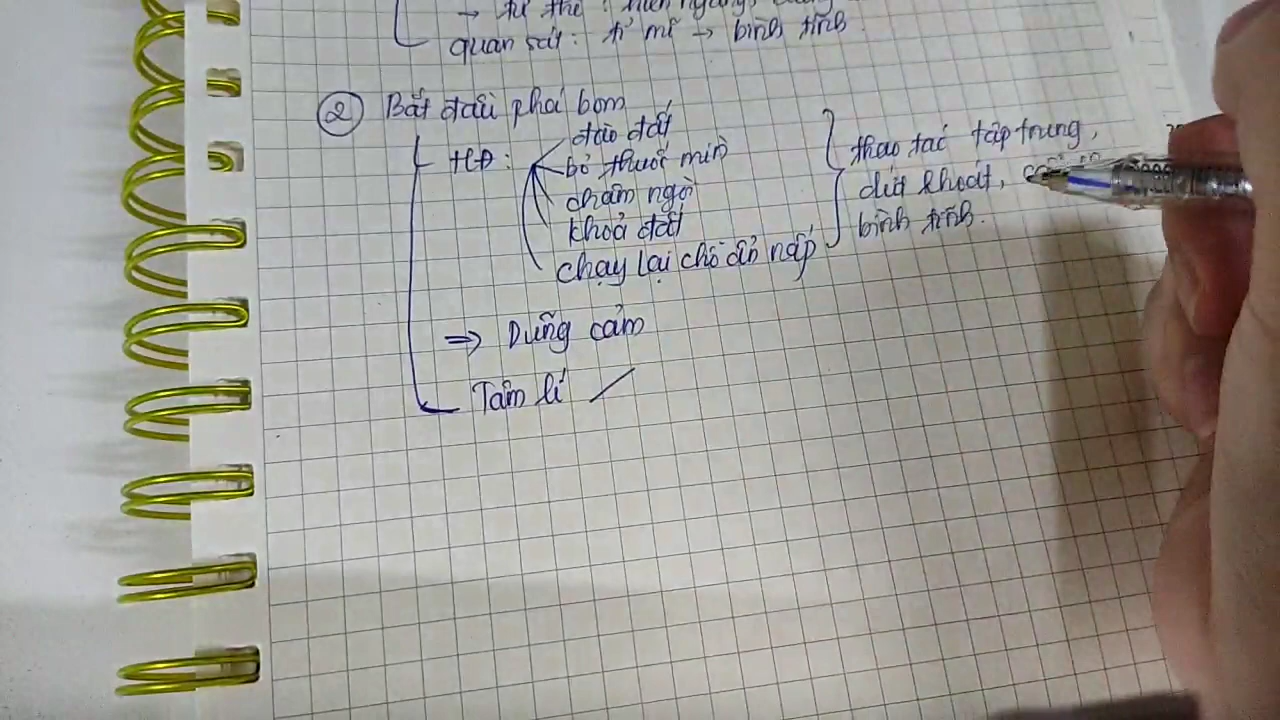 → tư thế :
quan sát : tỉ mỉ → bình tĩnh
② Bắt đầu phá bom
HĐ : đào đất
bỏ thuốc mìn
châm ngòi
khoả đất
chạy lại chỗ ẩn nấp
thao tác tập trung,
dứt khoát,
bình tĩnh.
⇒ Dũng cảm
Tâm lí